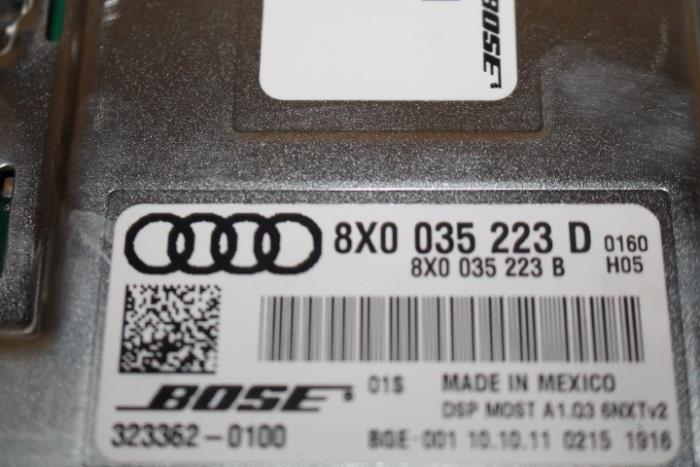 BOSE
8X0 035 223 D 0160
8X0 035 223 B H05
BOSE 01S MADE IN MEXICO
DSP MOST A1.03 6NXTv2
323362-0100 BGE-001 10.10.11 0215 1916